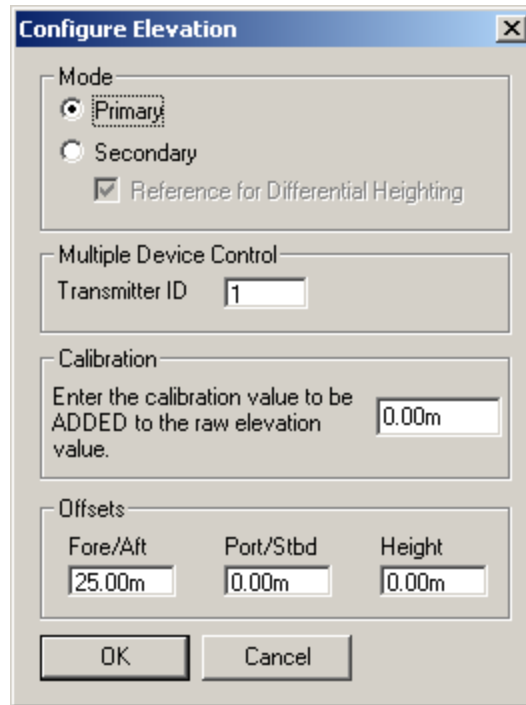 Configure Elevation
Mode
Primary
Secondary
Reference for Differential Heighting
Multiple Device Control
Transmitter ID 1
Calibration
Enter the calibration value to be
ADDED to the raw elevation
value.
0.00m
Offsets
Fore/Aft Port/Stbd Height
25.00m 0.00m 0.00m
OK Cancel